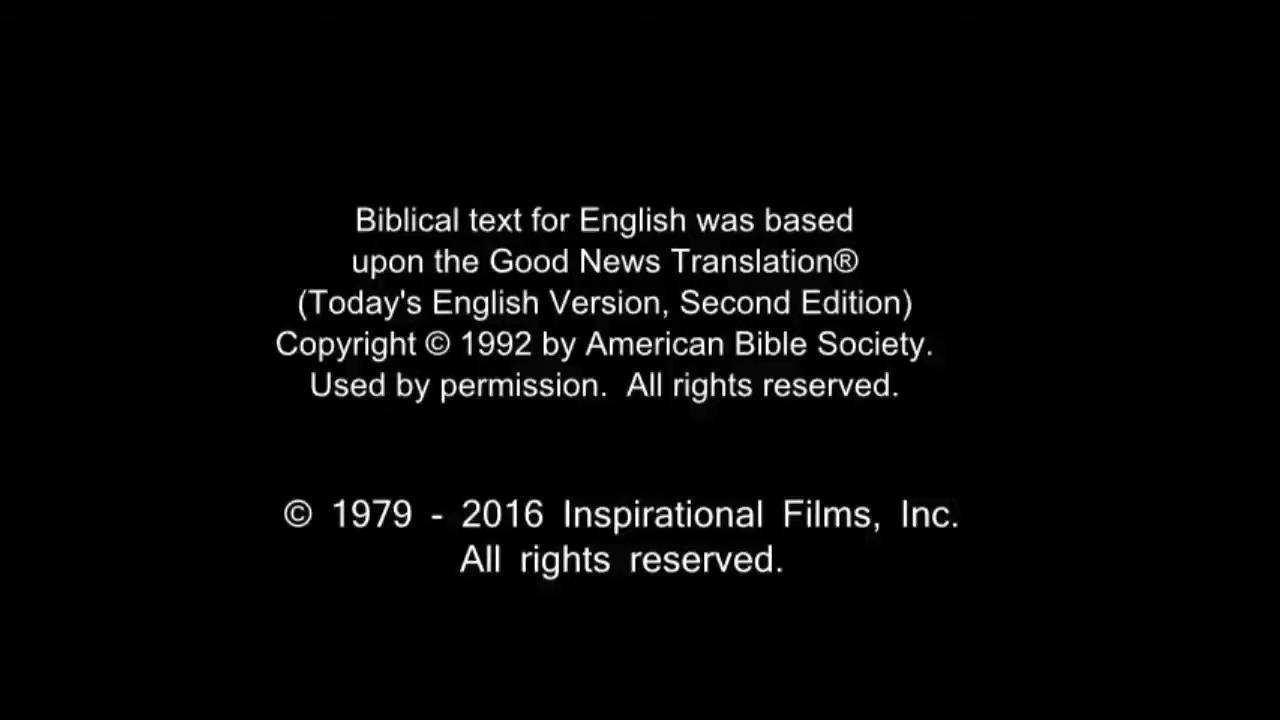 Biblical text for English was based
upon the Good News Translation®
(Today's English Version, Second Edition)
Copyright © 1992 by American Bible Society.
Used by permission.  All rights reserved.
© 1979 - 2016 Inspirational Films, Inc.
All rights reserved.